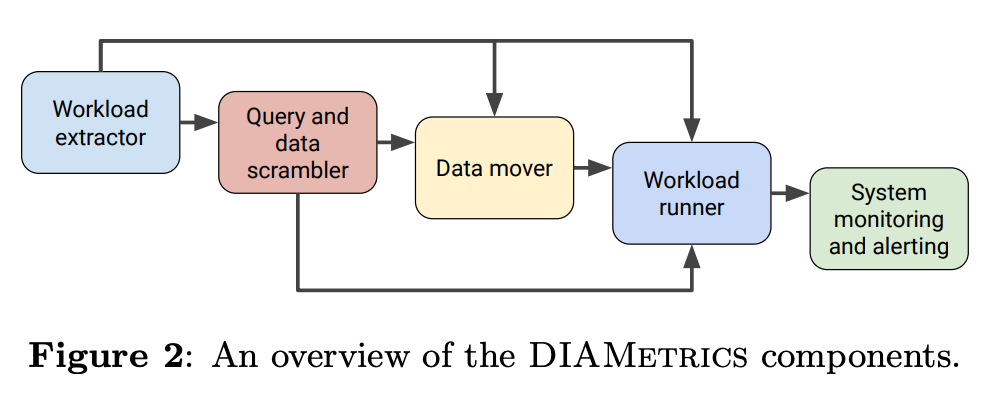 Workload
extractor
Query and
data
scrambler
Data mover
Workload
runner
System
monitoring
and alerting
Figure 2: An overview of the DIAMETRICS components.